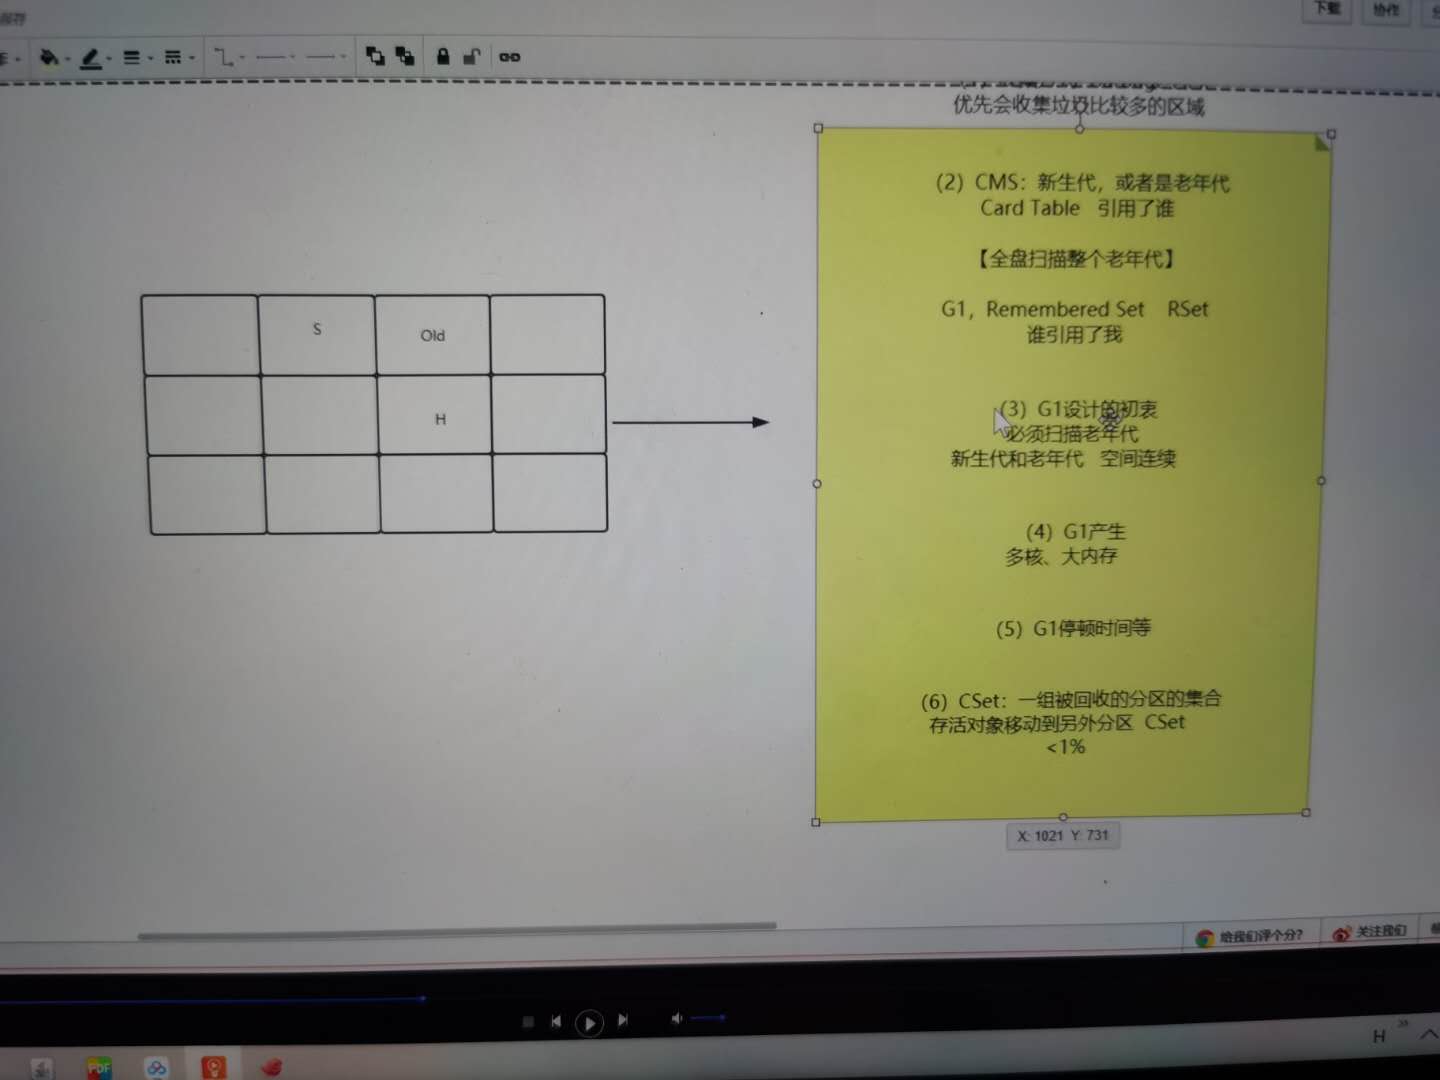 下载 协作
优先会收集垃圾比较多的区域
(2) CMS：新生代，或者是老年代
Card Table 引用了谁
【全盘扫描整个老年代】
G1，Remembered Set RSet
谁引用了我
(3) G1设计的初衷
必须扫描老年代
新生代和老年代 空间连续
(4) G1产生
多核、大内存
(5) G1停顿时间等
(6) CSet：一组被回收的分区的集合
存活对象移动到另外分区 CSet
<1%
S
Old
H
X: 1021 Y: 731
给我们评个分?
关注我们
PDF
H